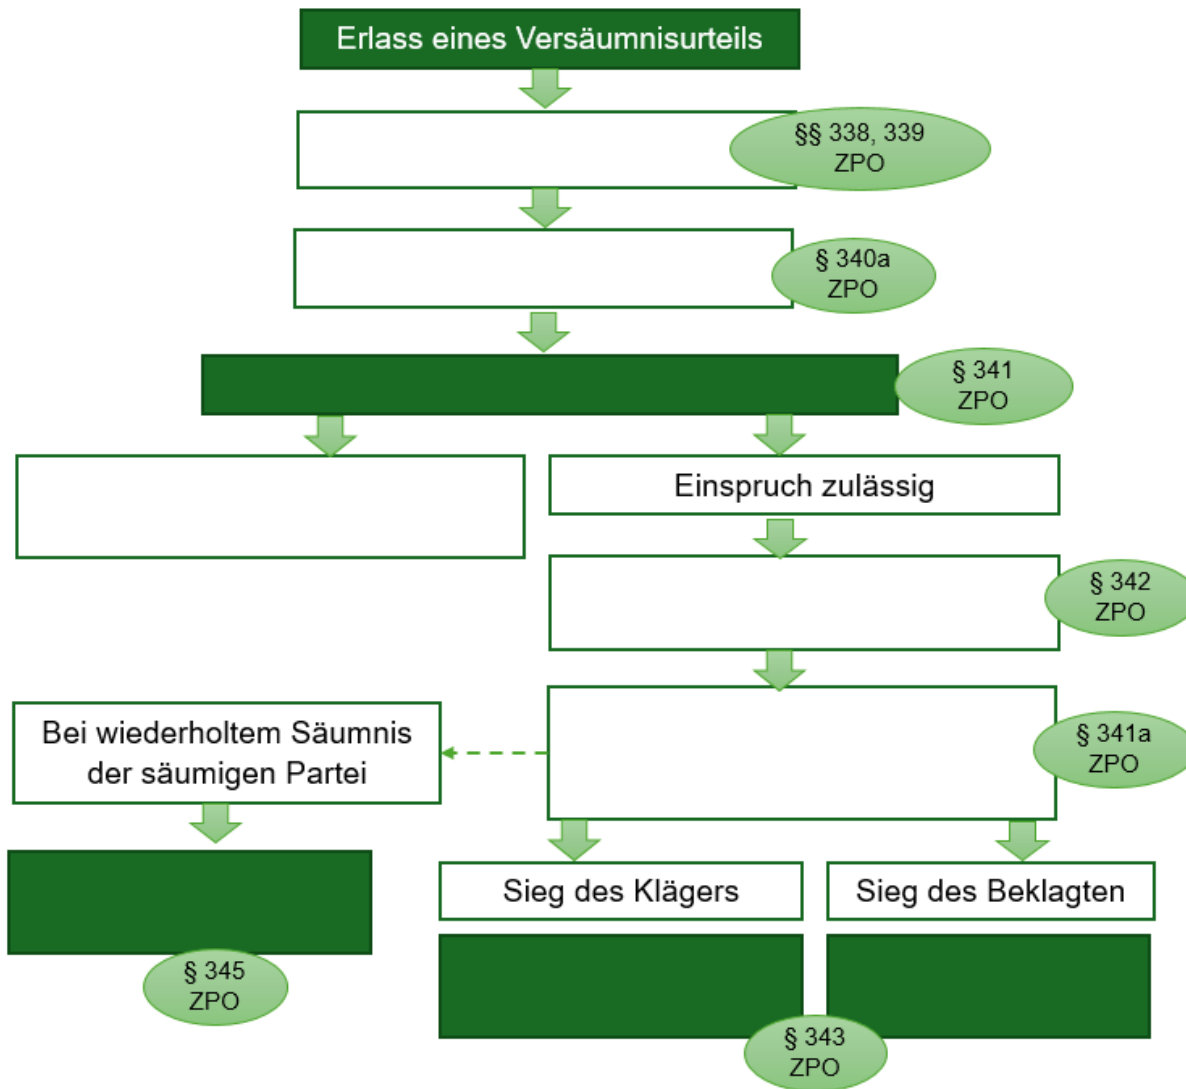 Erlass eines Versäumnisurteils
§§ 338, 339
ZPO
§ 340a
ZPO
§ 341
ZPO
Einspruch zulässig
§ 342
ZPO
§ 341a
ZPO
Bei wiederholtem Säumnis
der säumigen Partei
Sieg des Klägers
Sieg des Beklagten
§ 345
ZPO
§ 343
ZPO